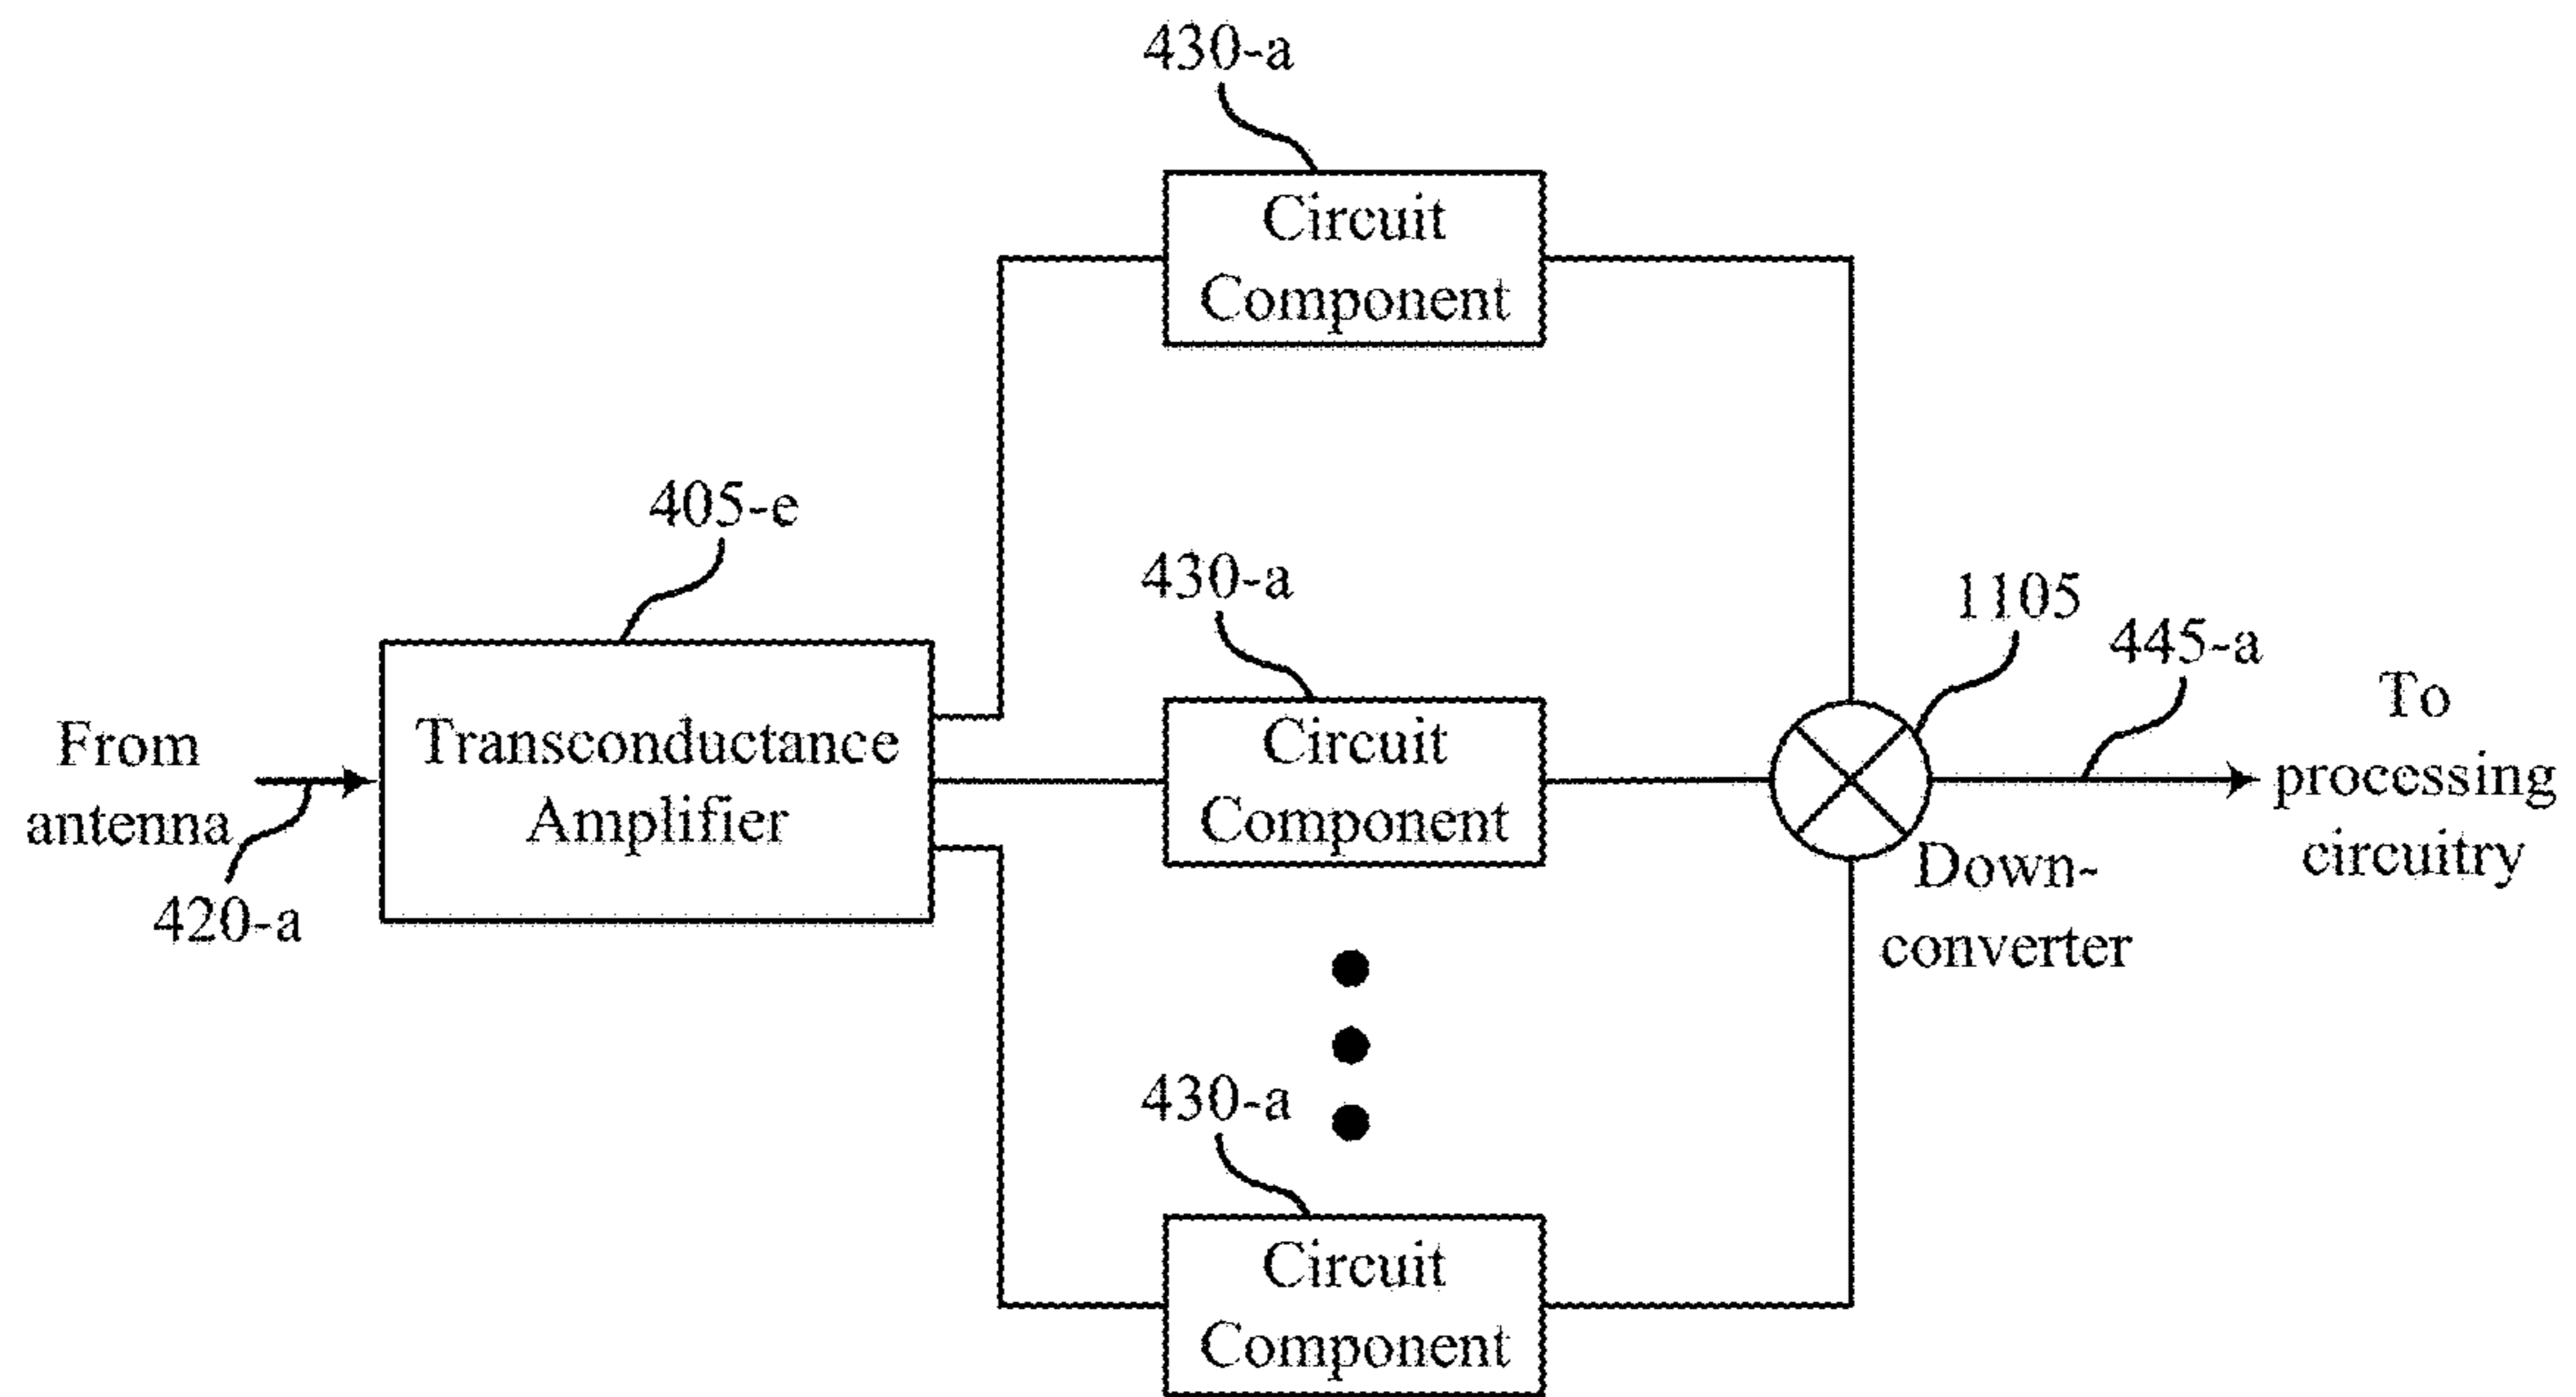 430-a
Circuit
Component
405-e
430-a
1105
445-a
From
antenna
420-a
Transconductance
Amplifier
Circuit
Component
To
processing
circuitry
Down-
converter
430-a
Circuit
Component